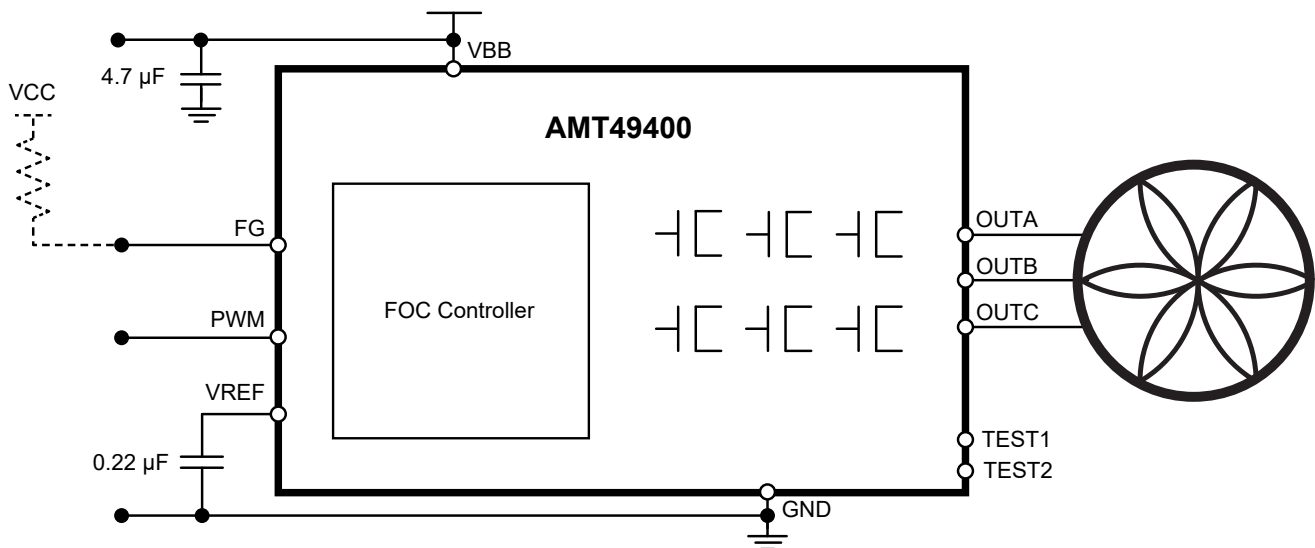 VBB
4.7 µF
VCC
AMT49400
FG
OUTA
OUTB
FOC Controller
PWM
OUTC
VREF
TEST1
0.22 µF
TEST2
GND